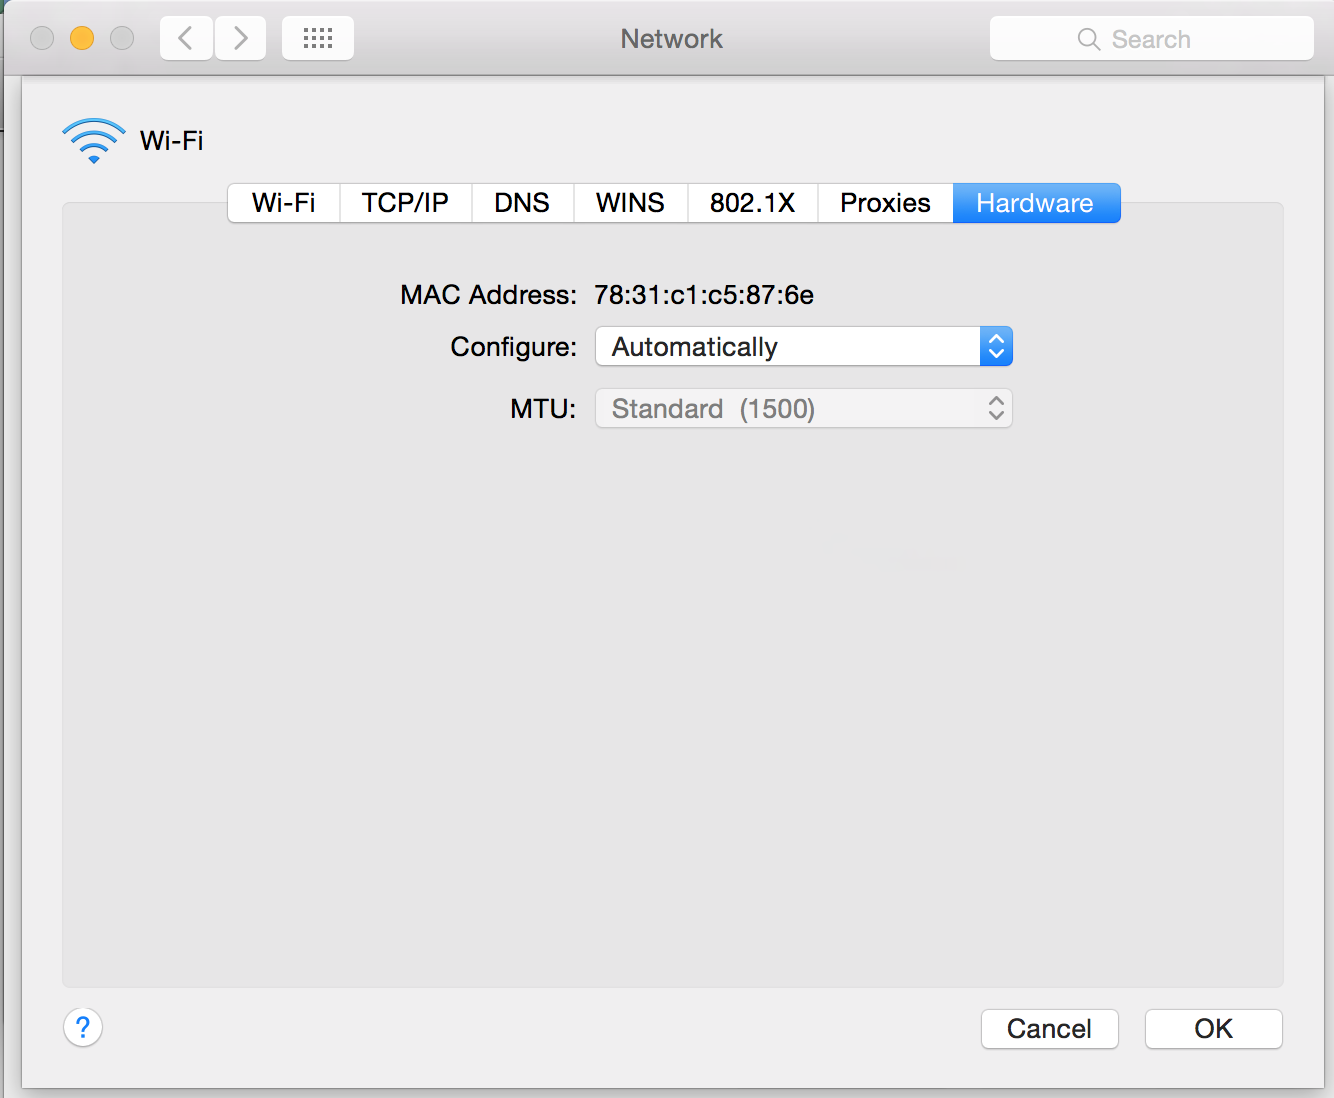 Network
Search
Wi-Fi
Wi-Fi TCP/IP DNS WINS 802.1X Proxies Hardware
MAC Address: 78:31:c1:c5:87:6e
Configure: Automatically
MTU: Standard (1500)
? Cancel OK